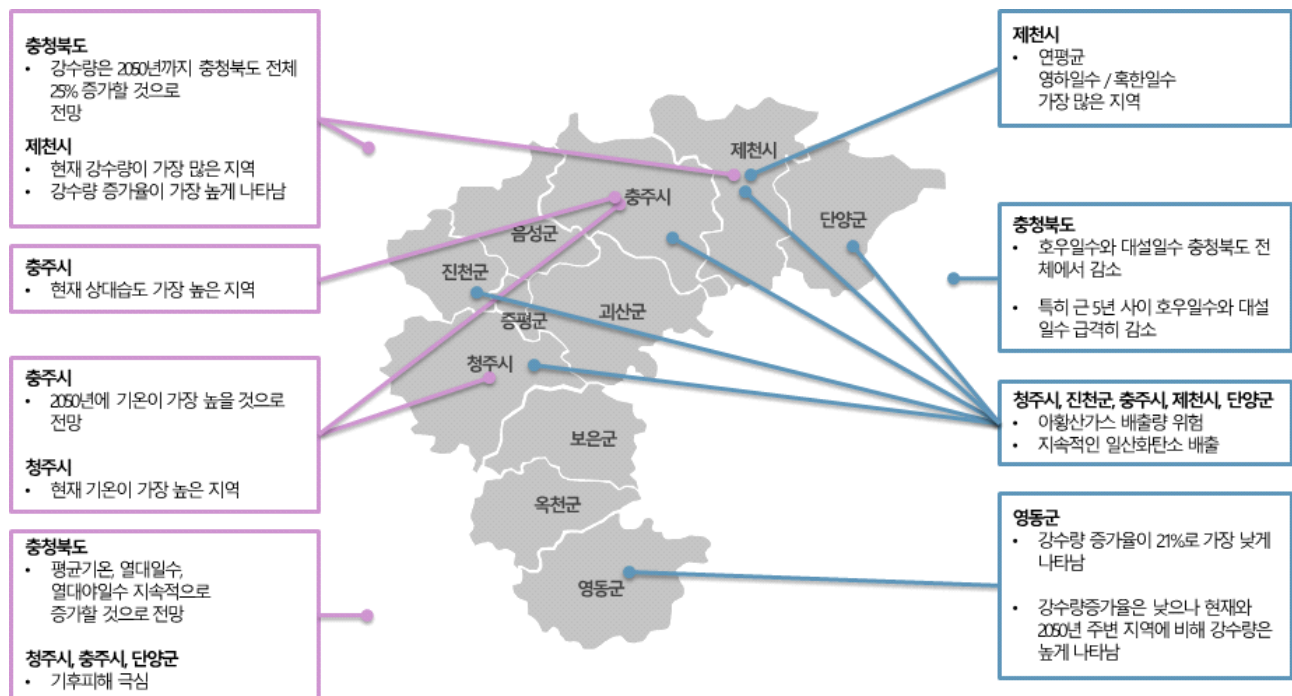 충청북도
• 강수량은 2050년까지 충청북도 전체
25% 증가할 것으로
전망
제천시
• 현재 강수량이 가장 많은 지역
• 강수량 증가율이 가장 높게 나타남
충주시
• 현재 상대습도 가장 높은 지역
충주시
• 2050년에 기온이 가장 높을 것으로
전망
청주시
• 현재 기온이 가장 높은 지역
충청북도
• 평균기온, 열대일수,
열대야일수 지속적으로
증가할 것으로 전망
청주시, 충주시, 단양군
• 기후피해 극심
제천시
충주시
단양군
음성군
진천군
괴산군
증평군
청주시
보은군
옥천군
영동군
제천시
• 연평균
영하일수 / 혹한일수
가장 많은 지역
충청북도
• 호우일수와 대설일수 충청북도 전
체에서 감소
• 특히 근 5년 사이 호우일수와 대설
일수 급격히 감소
청주시, 진천군, 충주시, 제천시, 단양군
• 아황산가스 배출량 위험
• 지속적인 일산화탄소 배출
영동군
• 강수량 증가율이 21%로 가장 낮게
나타남
• 강수량증가율은 낮으나 현재와
2050년 주변 지역에 비해 강수량은
높게 나타남